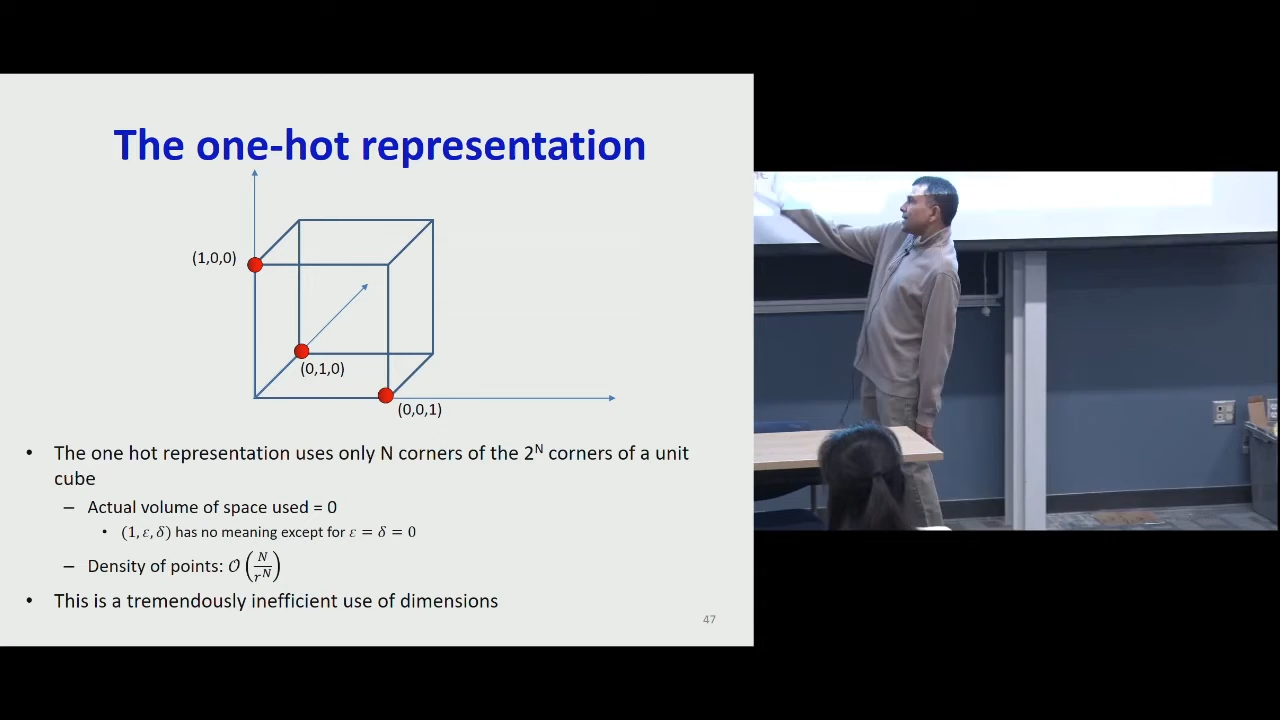 The one-hot representation
(1,0,0)
(0,1,0)
(0,0,1)
• The one hot representation uses only N corners of the 2ᴺ corners of a unit
cube
– Actual volume of space used = 0
• (1, ε, δ) has no meaning except for ε = δ = 0
– Density of points: 𝒪(N/rᴺ)
• This is a tremendously inefficient use of dimensions
47